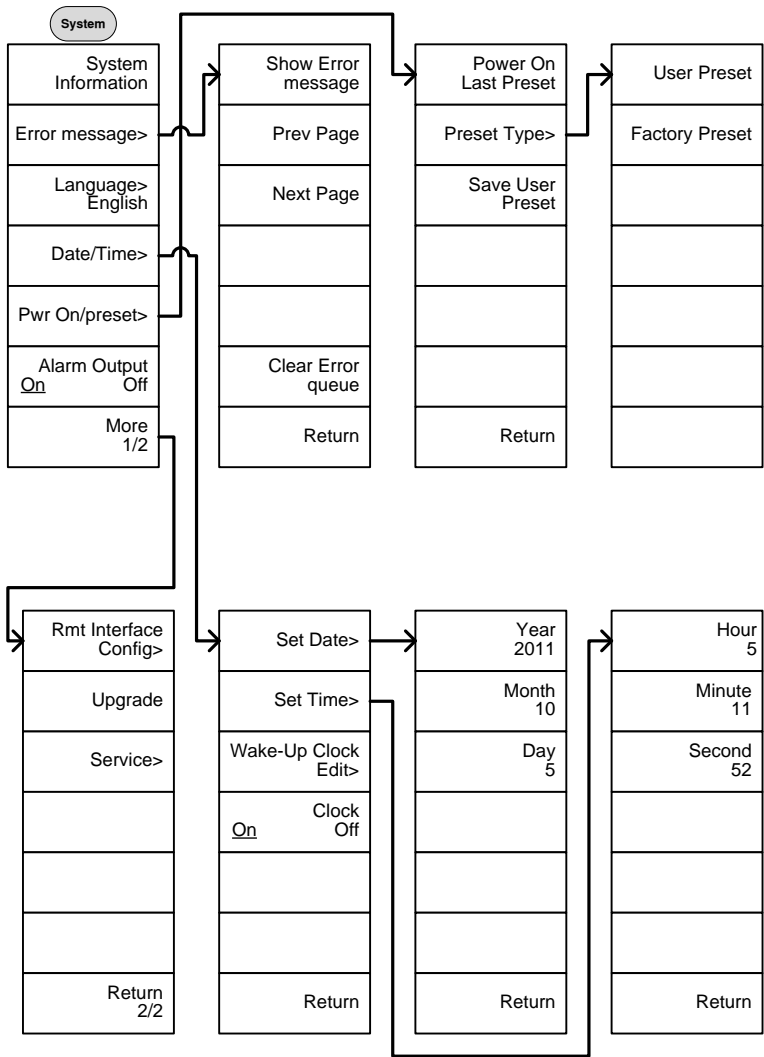 System
System
Information
Error message>
Language>
English
Date/Time>
Pwr On/preset>
Alarm Output
On Off
More
1/2
Show Error
message
Prev Page
Next Page
Clear Error
queue
Return
Power On
Last Preset
Preset Type>
Save User
Preset
Return
User Preset
Factory Preset
Rmt Interface
Config>
Upgrade
Service>
Return
2/2
Set Date>
Set Time>
Wake-Up Clock
Edit>
Clock
On Off
Return
Year
2011
Month
10
Day
5
Return
Hour
5
Minute
11
Second
52
Return